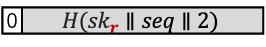 0 H(sk_r ∥ seq ∥ 2)